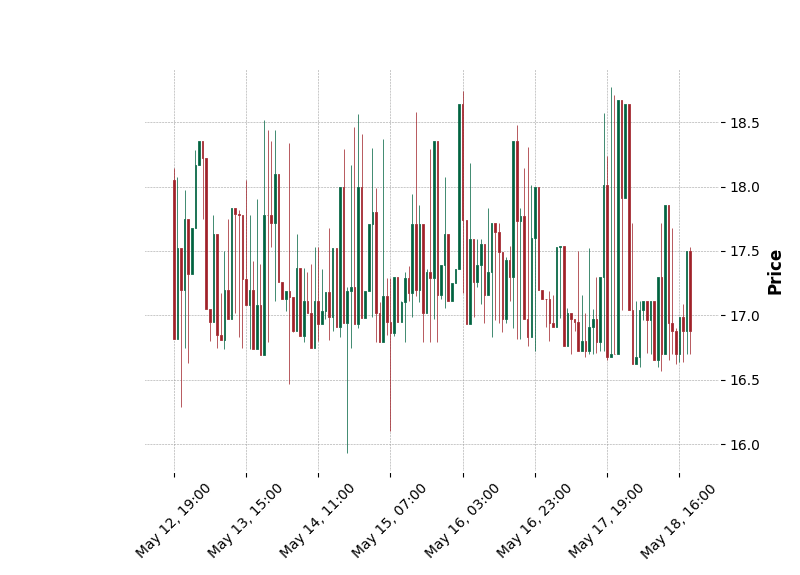 18.5
18.0
17.5
17.0
16.5
16.0
Price
May 12, 19:00
May 13, 15:00
May 14, 11:00
May 15, 07:00
May 16, 03:00
May 16, 23:00
May 17, 19:00
May 18, 16:00